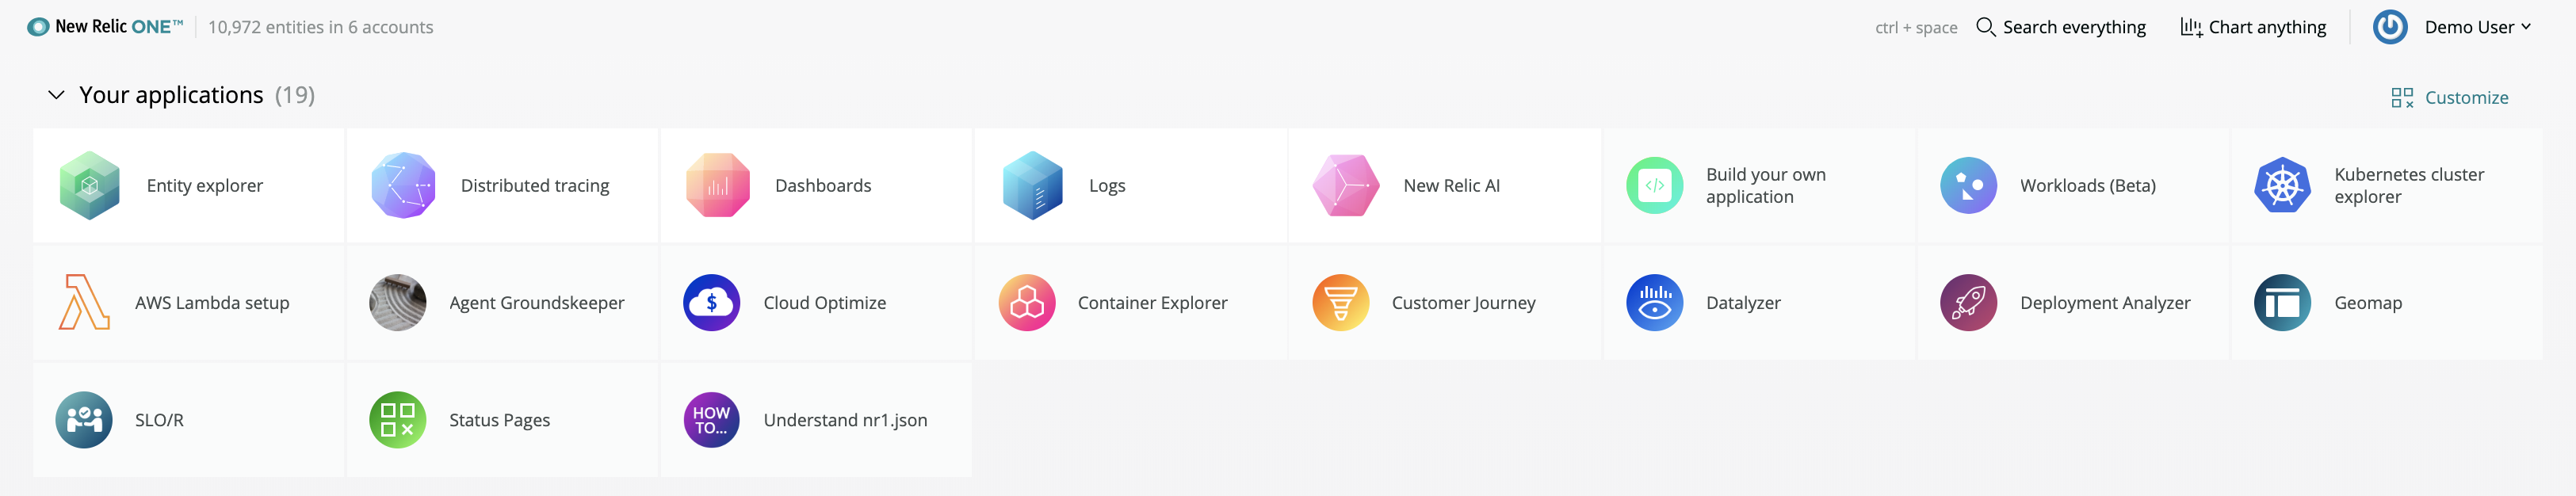 New Relic ONE™ 10,972 entities in 6 accounts ctrl + space Search everything Chart anything Demo User
Your applications (19) Customize
Entity explorer
Distributed tracing
Dashboards
Logs
New Relic AI
Build your own
application
Workloads (Beta)
Kubernetes cluster
explorer
AWS Lambda setup
Agent Groundskeeper
$
Cloud Optimize
Container Explorer
Customer Journey
Datalyzer
Deployment Analyzer
Geomap
SLO/R
Status Pages
HOW
TO...
Understand nr1.json